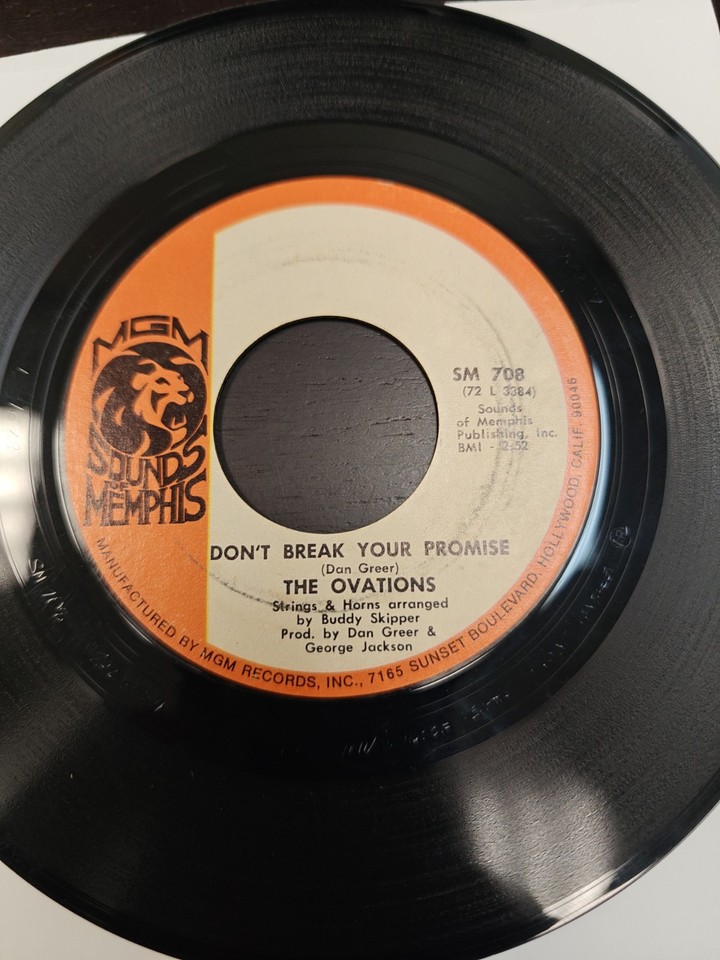 MGM
SOUNDS
OF
MEMPHIS
SM 708
(72 L 3384)
Sounds
of Memphis
Publishing, Inc.
BMI - 2:52
DON'T BREAK YOUR PROMISE
(Dan Greer)
THE OVATIONS
Strings & Horns arranged
by Buddy Skipper
Prod. by Dan Greer &
George Jackson
MANUFACTURED BY MGM RECORDS, INC., 7165 SUNSET BOULEVARD, HOLLYWOOD, CALIF. 90046